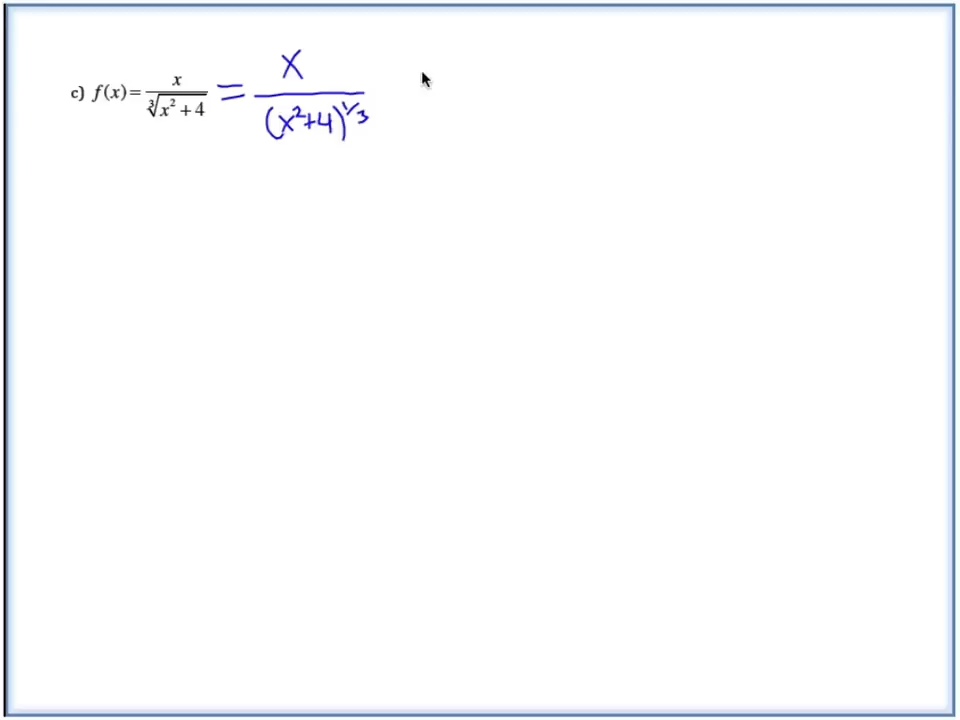 c) f(x) = x / ∛(x² + 4) = x / (x²+4)^1/3